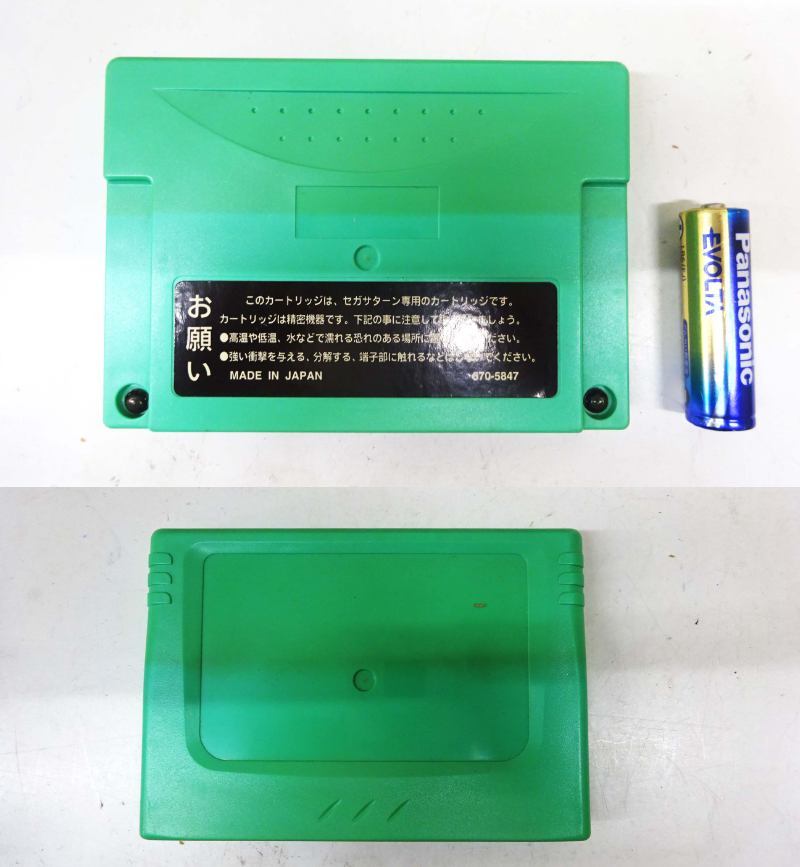 お願い
このカートリッジは、セガサターン専用のカートリッジです。
カートリッジは精密機器です。下記の事に注意して しょう。
●高温や低温、水などで濡れる恐れのある場所に ください。
●強い衝撃を与える、分解する、端子部に触れるなど でください。
MADE IN JAPAN 670-5847
Panasonic
EVOLTA